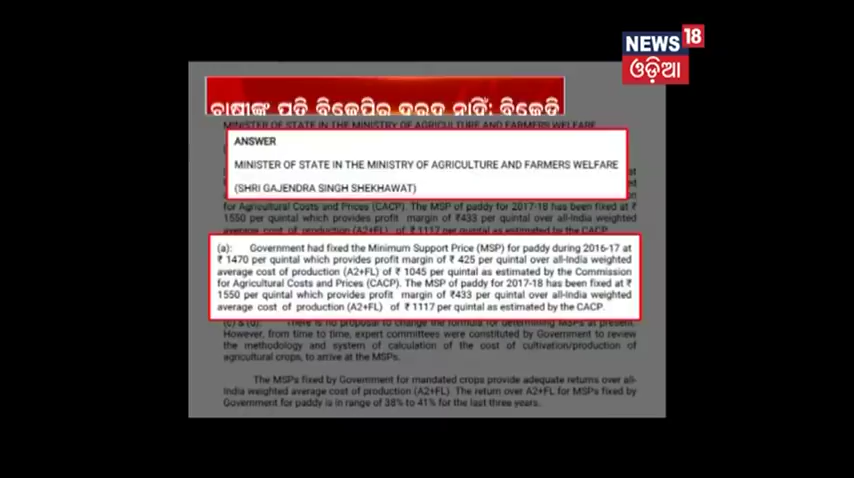 NEWS 18
ଓଡ଼ିଆ
ଚାଷୀଙ୍କ ପ୍ରତି ବିଜେପିର ଦରଦ ନାହିଁ: ବିଜେଡି
MINISTER OF STATE IN THE MINISTRY OF AGRICULTURE AND FARMERS WELFARE
ANSWER
MINISTER OF STATE IN THE MINISTRY OF AGRICULTURE AND FARMERS WELFARE
(SHRI GAJENDRA SINGH SHEKHAWAT)
for Agricultural Costs and Prices (CACP). The MSP of paddy for 2017-18 has been fixed at ₹
1550 per quintal which provides profit margin of ₹433 per quintal over all-India weighted
average cost of production (A2+FL) of ₹ 1117 per quintal as estimated by the CACP.
(a): Government had fixed the Minimum Support Price (MSP) for paddy during 2016-17 at
₹ 1470 per quintal which provides profit margin of ₹ 425 per quintal over all-India weighted
average cost of production (A2+FL) of ₹ 1045 per quintal as estimated by the Commission
for Agricultural Costs and Prices (CACP). The MSP of paddy for 2017-18 has been fixed at ₹
1550 per quintal which provides profit margin of ₹433 per quintal over all-India weighted
average cost of production (A2+FL) of ₹ 1117 per quintal as estimated by the CACP.
(c) & (d): There is no proposal to change the formula for determining MSPs at present.
However, from time to time, expert committees were constituted by Government to review
the methodology and system of calculation of the cost of cultivation/production of
agricultural crops, to arrive at the MSPs.
The MSPs fixed by Government for mandated crops provide adequate returns over all-
India weighted average cost of production (A2+FL). The return over A2+FL for MSPs fixed by
Government for paddy is in range of 38% to 41% for the last three years.